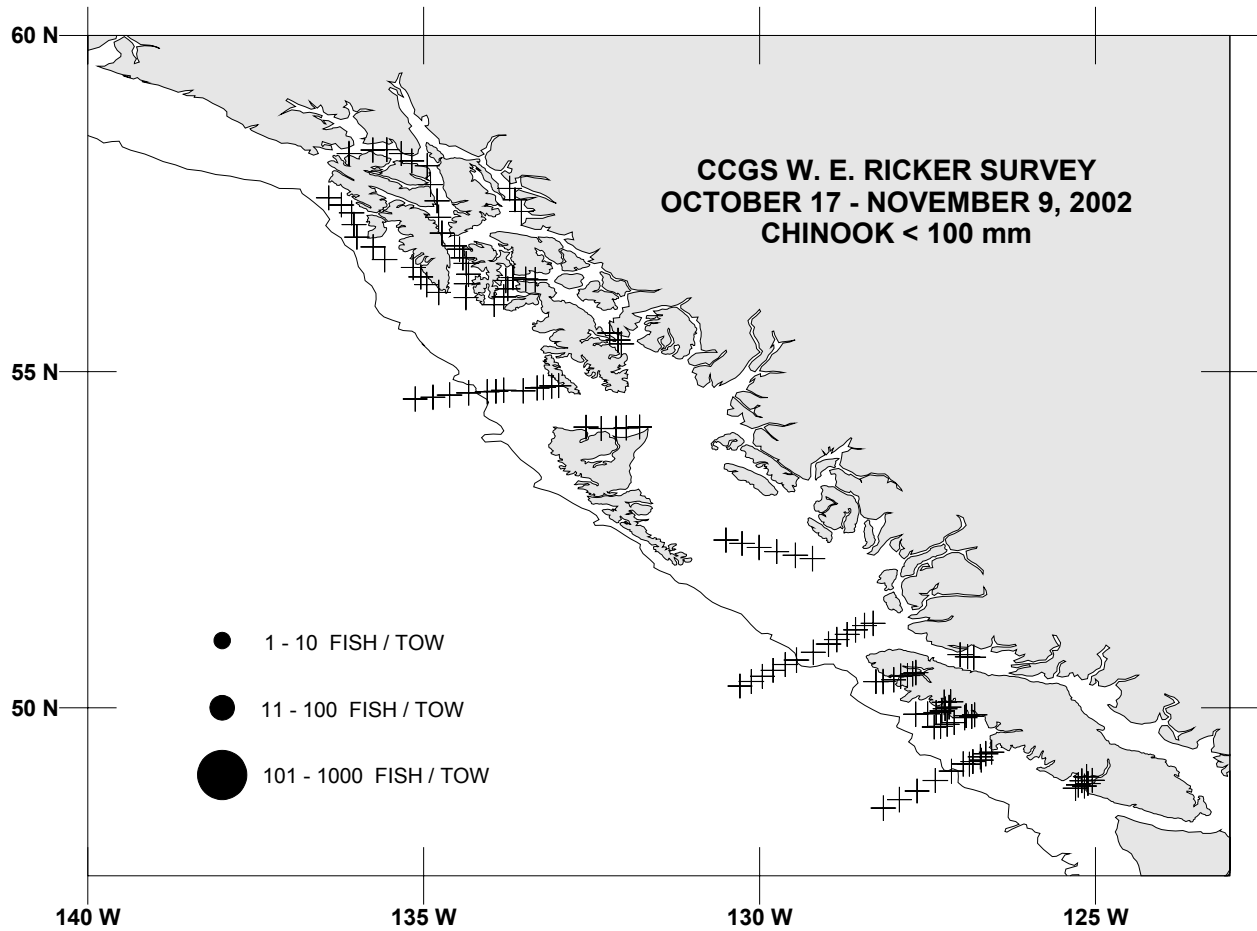 60 N
CCGS W. E. RICKER SURVEY
OCTOBER 17 - NOVEMBER 9, 2002
CHINOOK < 100 mm
55 N
1 - 10 FISH / TOW
50 N
11 - 100 FISH / TOW
101 - 1000 FISH / TOW
140 W
135 W
130 W
125 W